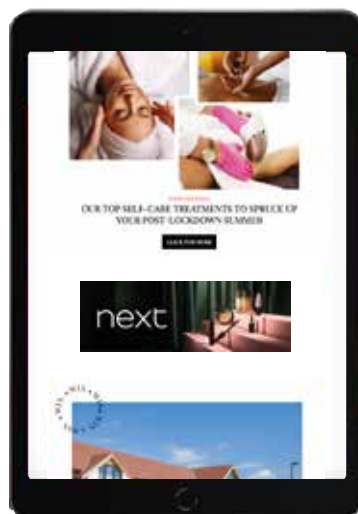 OUR TOP SELF-CARE TREATMENTS TO SPRUCE UP
YOUR POST-LOCKDOWN SUMMER
CLICK FOR MORE
next